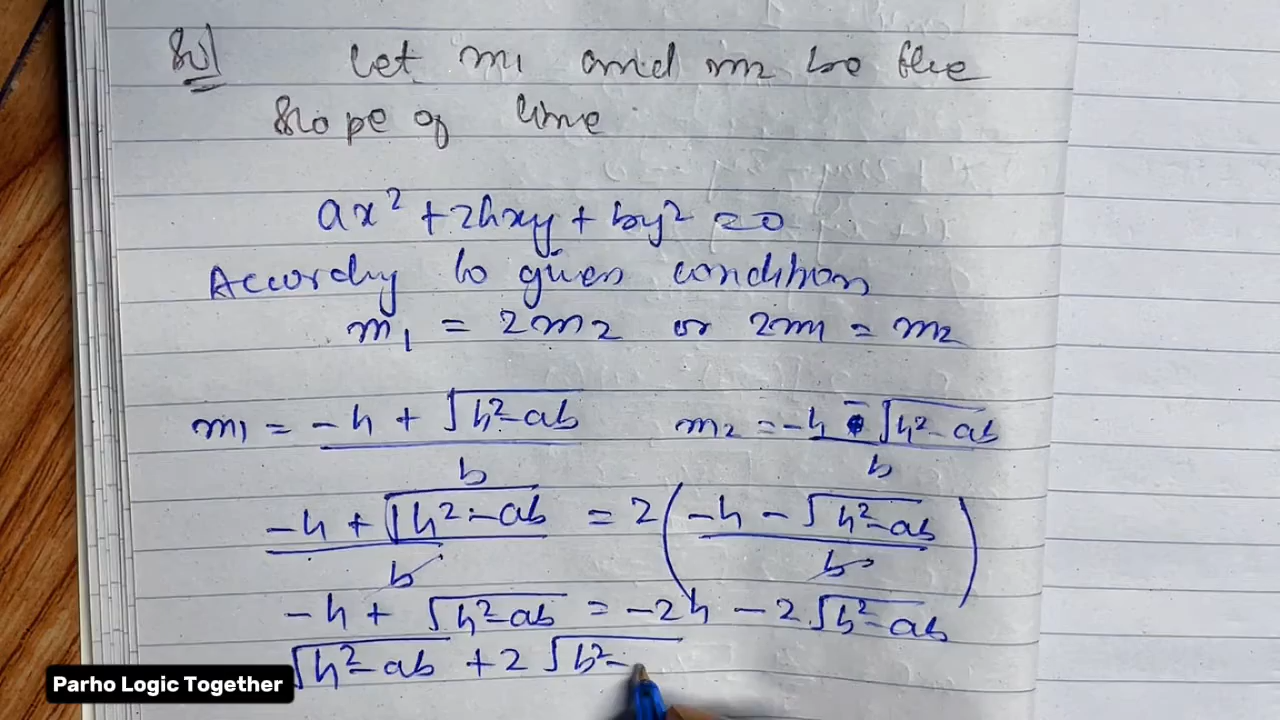 Sol
Let m1 and m2 be the
slope of line
ax² + 2hxy + by² = 0
Accordng to given condition
m1 = 2m2 or 2m1 = m2
m1 = -h + √h²-ab / b m2 = -h - √h²-ab / b
-h + √h²-ab / b = 2(-h - √h²-ab / b)
-h + √h²-ab = -2h - 2√h²-ab
√h²-ab + 2√h²-
Parho Logic Together